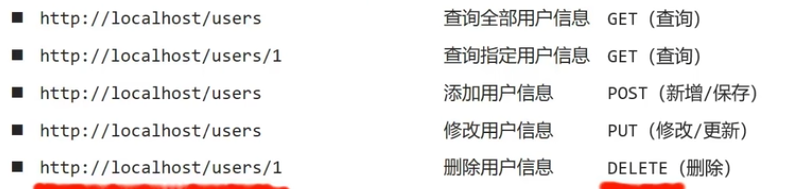 ■ http://localhost/users 查询全部用户信息 GET (查询)
■ http://localhost/users/1 查询指定用户信息 GET (查询)
■ http://localhost/users 添加用户信息 POST (新增/保存)
■ http://localhost/users 修改用户信息 PUT (修改/更新)
■ http://localhost/users/1 删除用户信息 DELETE (删除)